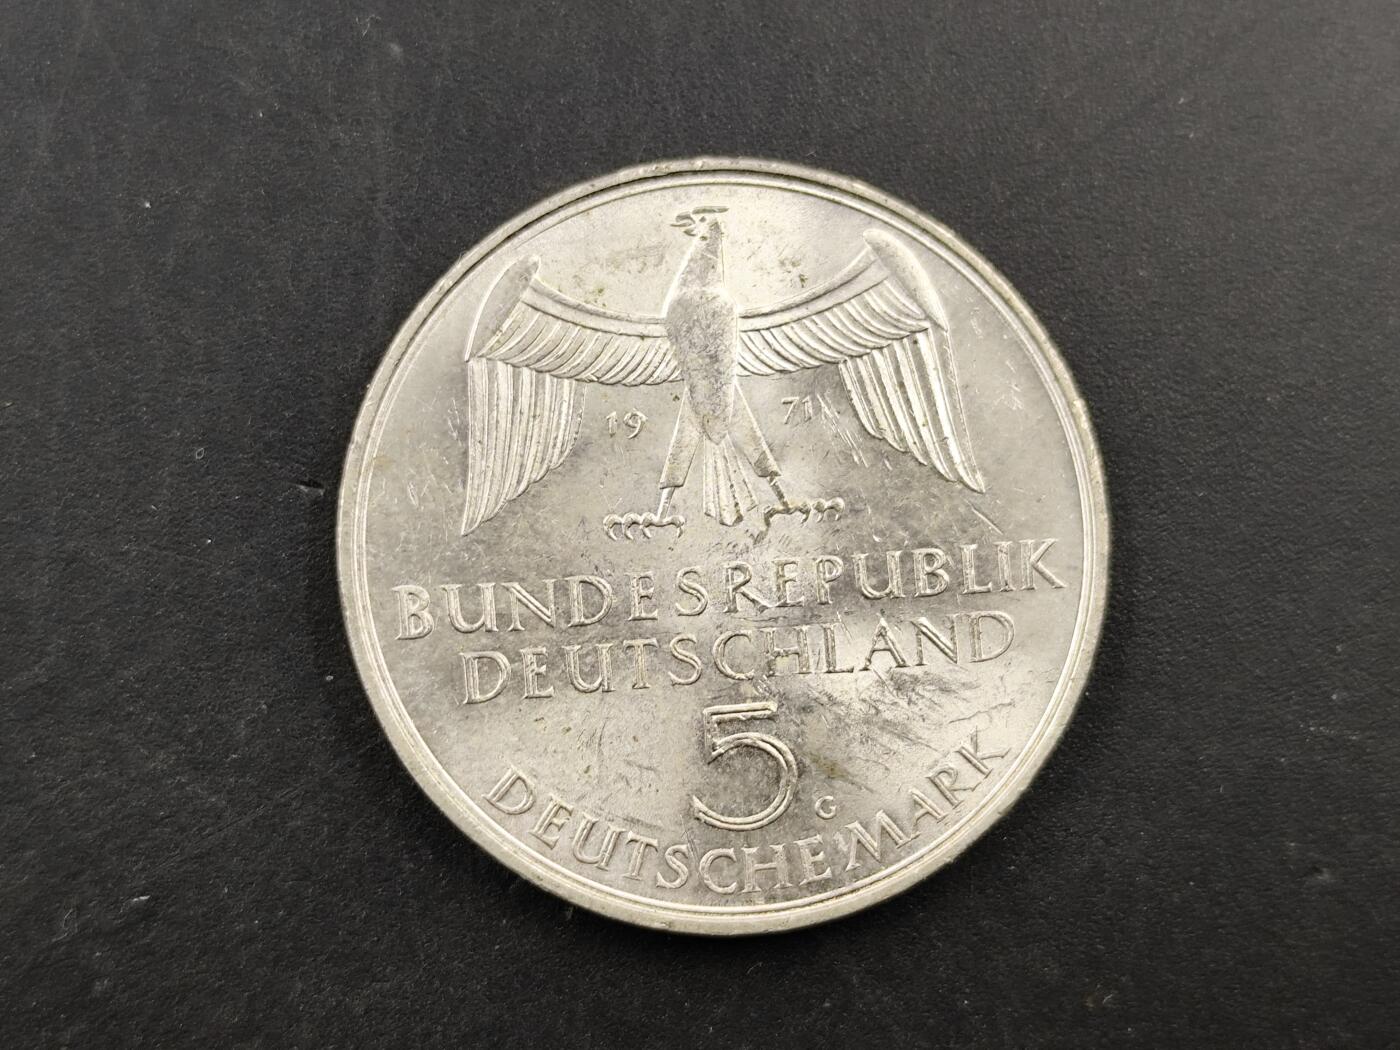 19 71
BUNDESREPUBLIK
DEUTSCHLAND
5
G
DEUTSCHE MARK